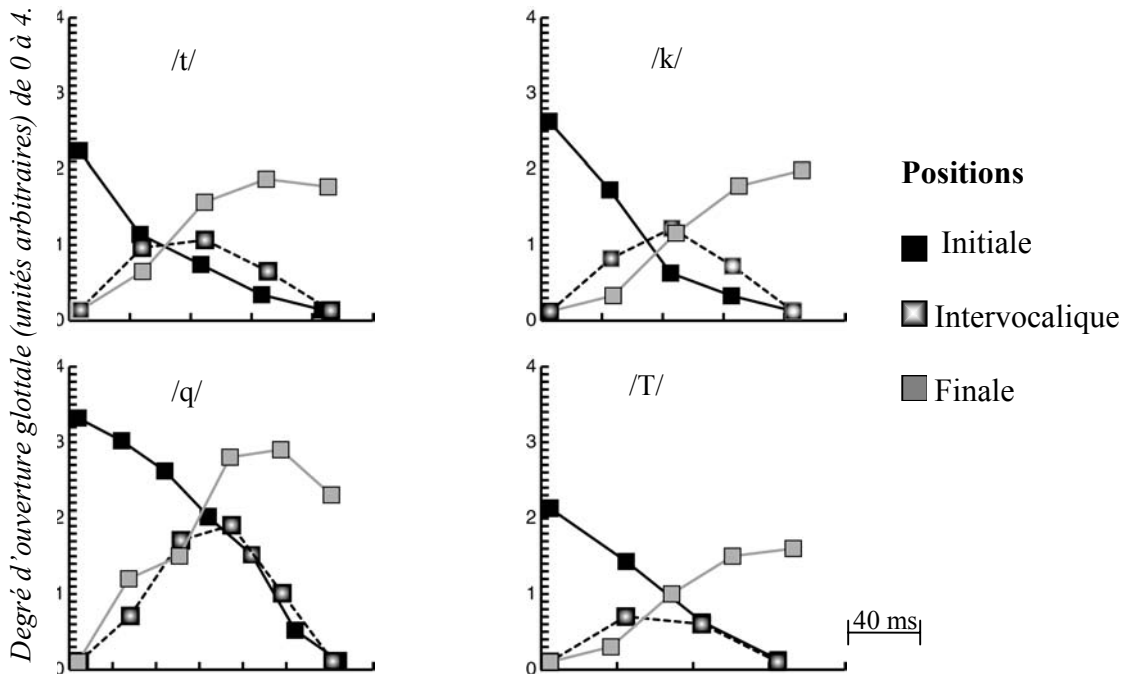 Degré d'ouverture glottale (unités arbitraires) de 0 à 4.
/t/
4
3
2
1
0
/k/
4
3
2
1
0
/q/
4
3
2
1
0
/T/
4
3
2
1
0
Positions
Initiale
Intervocalique
Finale
40 ms